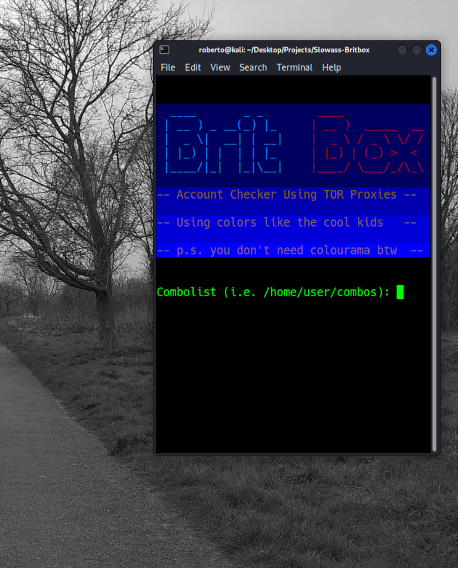 roberto@kali: ~/Desktop/Projects/Slowass-Britbox
File Edit View Search Terminal Help
Brit Box
-- Account Checker Using TOR Proxies --
-- Using colors like the cool kids --
-- p.s. you don't need colourama btw --
Combolist (i.e. /home/user/combos):